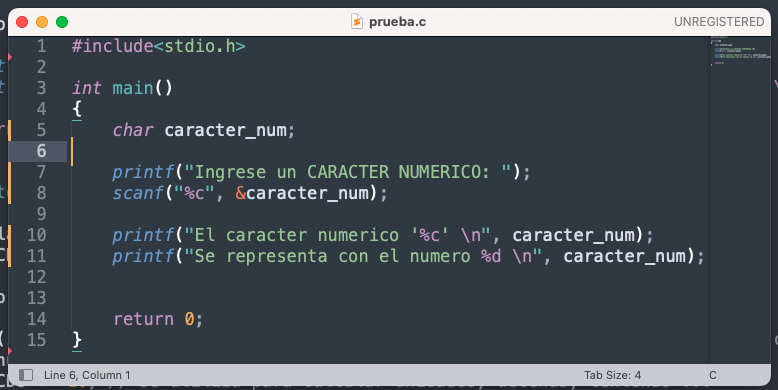 prueba.c
UNREGISTERED
1 #include<stdio.h>
2
3 int main()
4 {
5 char caracter_num;
6
7 printf("Ingrese un CARACTER NUMERICO: ");
8 scanf("%c", &caracter_num);
9
10 printf("El caracter numerico '%c' \n", caracter_num);
11 printf("Se representa con el numero %d \n", caracter_num);
12
13
14 return 0;
15 }
Line 6, Column 1
Tab Size: 4
C